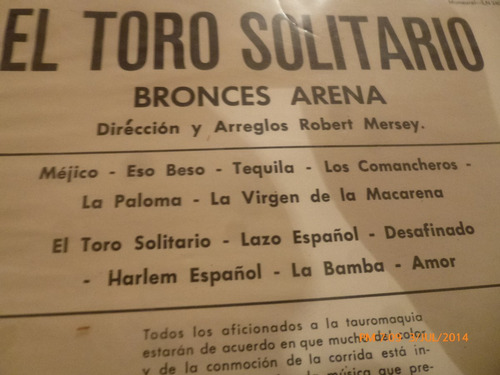 EL TORO SOLITARIO
BRONCES ARENA
Dirección y Arreglos Robert Mersey.
Méjico - Eso Beso - Tequila - Los Comancheros -
La Paloma - La Virgen de la Macarena
El Toro Solitario - Lazo Español - Desafinado
- Harlem Español - La Bamba - Amor
Todos los aficionados a la tauromaquia
estarán de acuerdo en que mucho del color
y de la conmoción de la corrida está in-
música que pre-